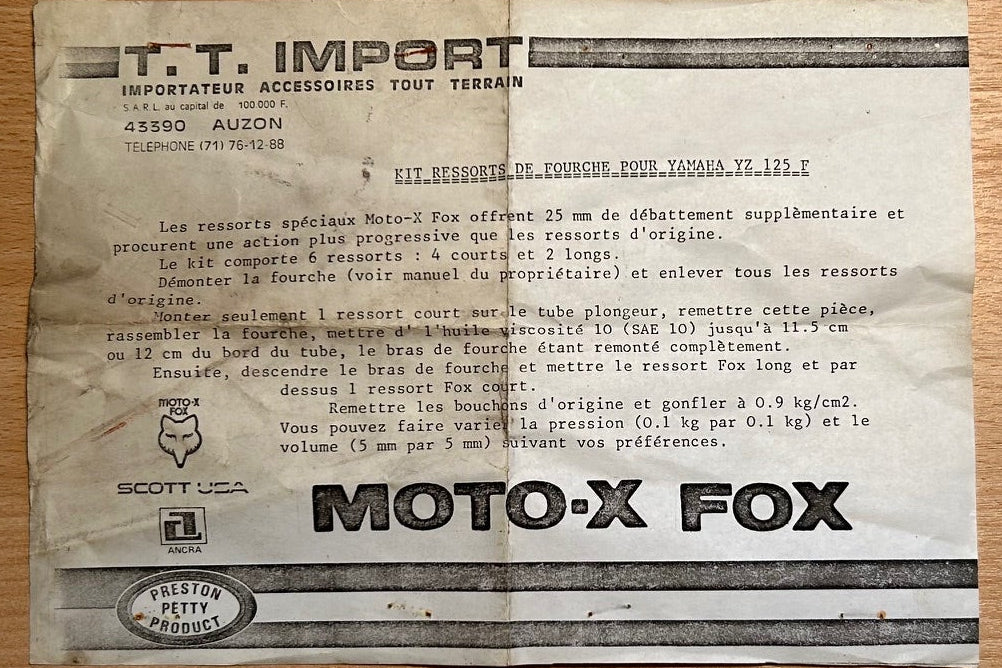 T. T. IMPORT
IMPORTATEUR ACCESSOIRES TOUT TERRAIN
S.A.R.L. au capital de 100.000 F.
43390 AUZON
TELEPHONE (71) 76-12-88
KIT RESSORTS DE FOURCHE POUR YAMAHA YZ 125 F
Les ressorts spéciaux Moto-X Fox offrent 25 mm de débattement supplèmentaire et
procurent une action plus progressive que les ressorts d'origine.
Le kit comporte 6 ressorts : 4 courts et 2 longs.
Démonter la fourche (voir manuel du propriétaire) et enlever tous les ressorts
d'origine.
Monter seulement 1 ressort court sur le tube plongeur, remettre cette pièce,
rassembler la fourche, mettre d' l'huile viscosité 10 (SAE 10) jusqu'à 11.5 cm
ou 12 cm du bord du tube, le bras de fourche étant remonté complètement.
Ensuite, descendre le bras de fourche et mettre le ressort Fox long et par
dessus 1 ressort Fox court.
Remettre les bouchons d'origine et gonfler à 0.9 kg/cm2.
Vous pouvez faire varier la pression (0.1 kg par 0.1 kg) et le
volume (5 mm par 5 mm) suivant vos préférences.
MOTO-X
FOX
SCOTT USA
ANCRA
MOTO-X FOX
PRESTON
PETTY
PRODUCT